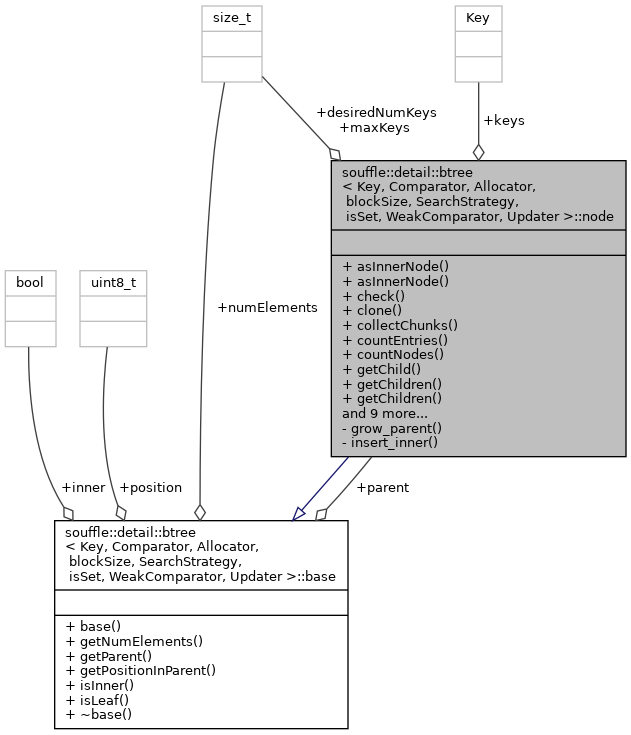 size_t
Key
+desiredNumKeys
+maxKeys
+keys
souffle::detail::btree
< Key, Comparator, Allocator,
blockSize, SearchStrategy,
isSet, WeakComparator, Updater >::node
+ asInnerNode()
+ asInnerNode()
+ check()
+ clone()
+ collectChunks()
+ countEntries()
+ countNodes()
+ getChild()
+ getChildren()
+ getChildren()
and 9 more...
- grow_parent()
- insert_inner()
bool
uint8_t
+numElements
+inner
+position
+parent
souffle::detail::btree
< Key, Comparator, Allocator,
blockSize, SearchStrategy,
isSet, WeakComparator, Updater >::base
+ base()
+ getNumElements()
+ getParent()
+ getPositionInParent()
+ isInner()
+ isLeaf()
+ ~base()